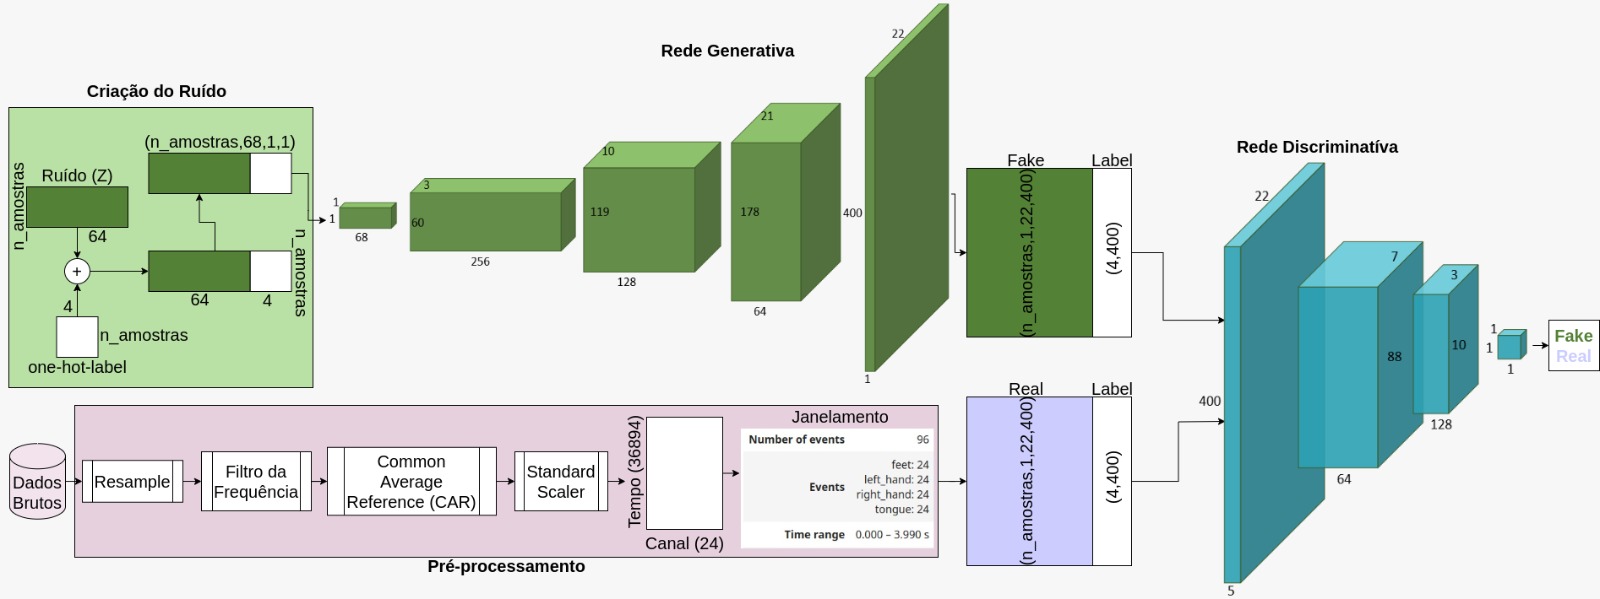 Criação do Ruído
(n_amostras,68,1,1)
n_amostras
Ruído (Z)
64
+
64
4
n_amostras
4
n_amostras
one-hot-label
Rede Generativa
1
1
68
3
60
256
10
119
128
21
178
64
22
400
1
Fake
Label
(n_amostras,1,22,400)
(4,400)
Real
Label
(n_amostras,1,22,400)
(4,400)
Rede Discriminatíva
22
400
5
7
88
64
3
10
128
1
1
1
Fake
Real
Dados
Brutos
Resample
Filtro da
Frequência
Common
Average
Reference (CAR)
Standard
Scaler
Tempo (36894)
Canal (24)
Janelamento
Number of events 96
Events
feet: 24
left_hand: 24
right_hand: 24
tongue: 24
Time range 0.000 – 3.990 s
Pré-processamento